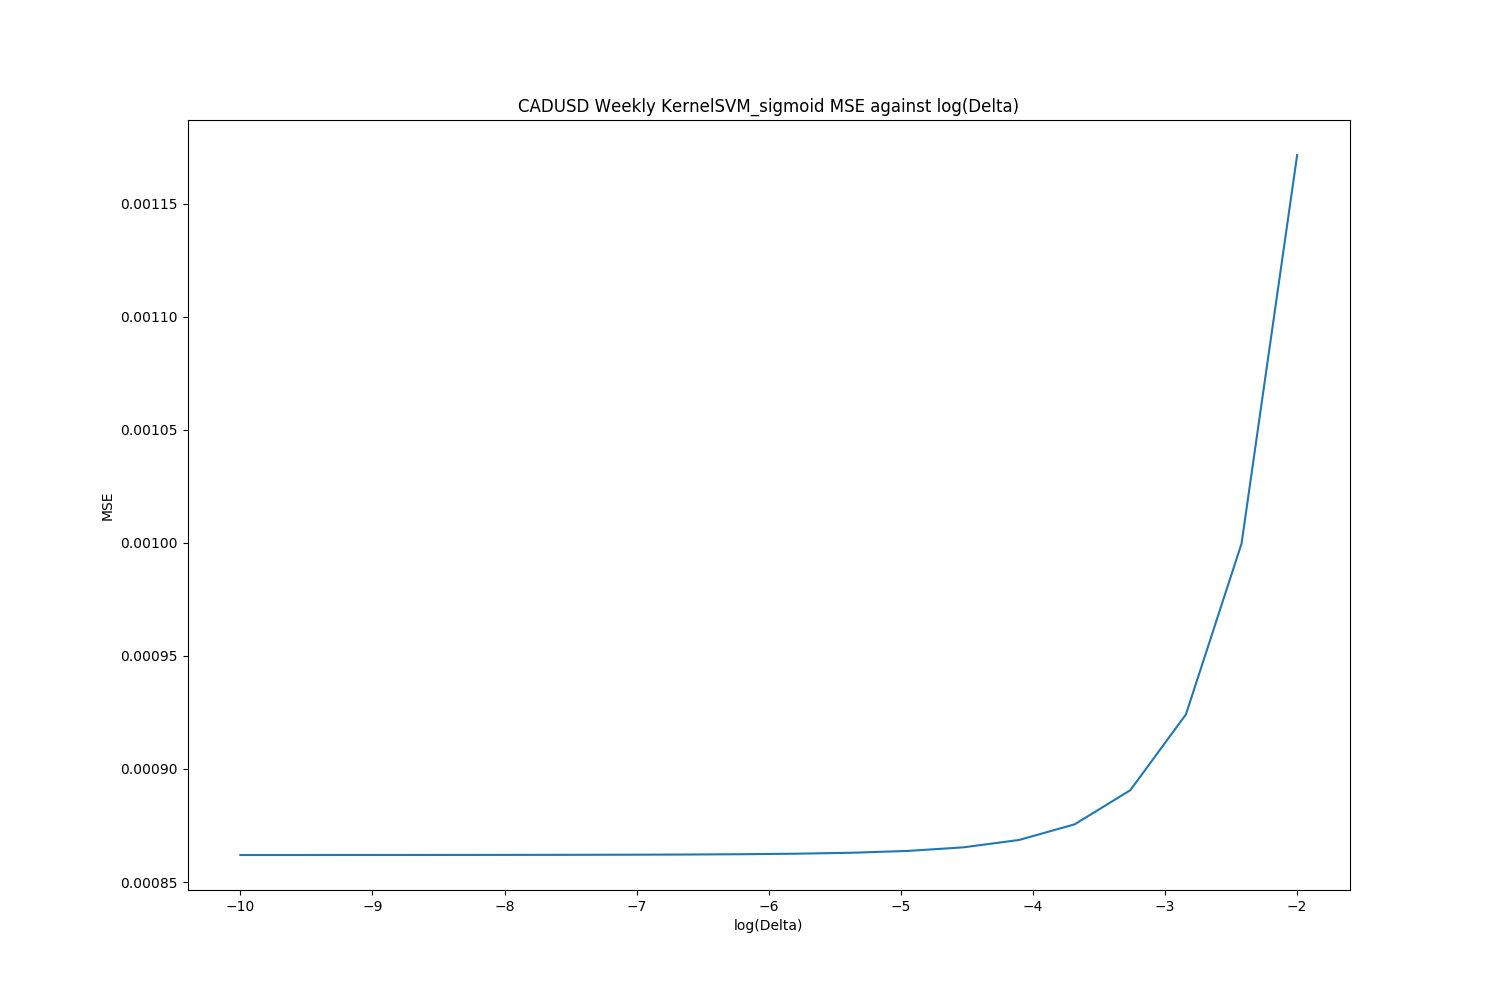 CADUSD Weekly KernelSVM_sigmoid MSE against log(Delta)
0.00115
0.00110
0.00105
MSE
0.00100
0.00095
0.00090
0.00085
−10 −9 −8 −7 −6 −5 −4 −3 −2
log(Delta)